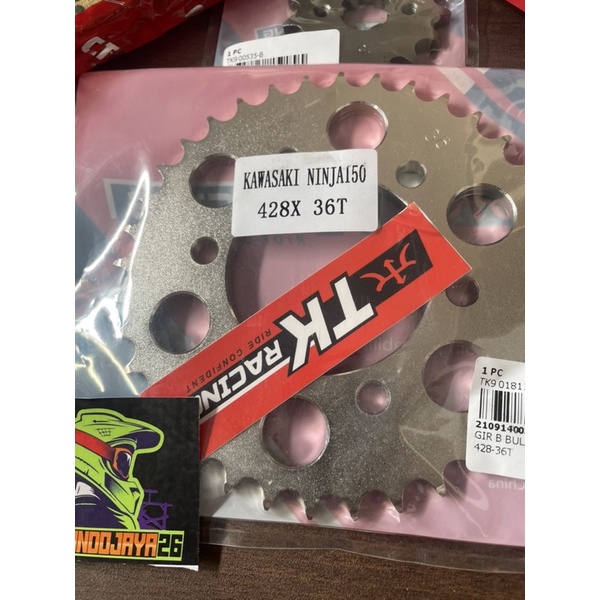 1 PC
TK9 00535-B
KAWASAKI NINJA150
428X 36T
TK RACING
RIDE CONFIDENT
1 PC
TK9 0181
21091400
GIR B BUL
428-36T
NDOJAYA26